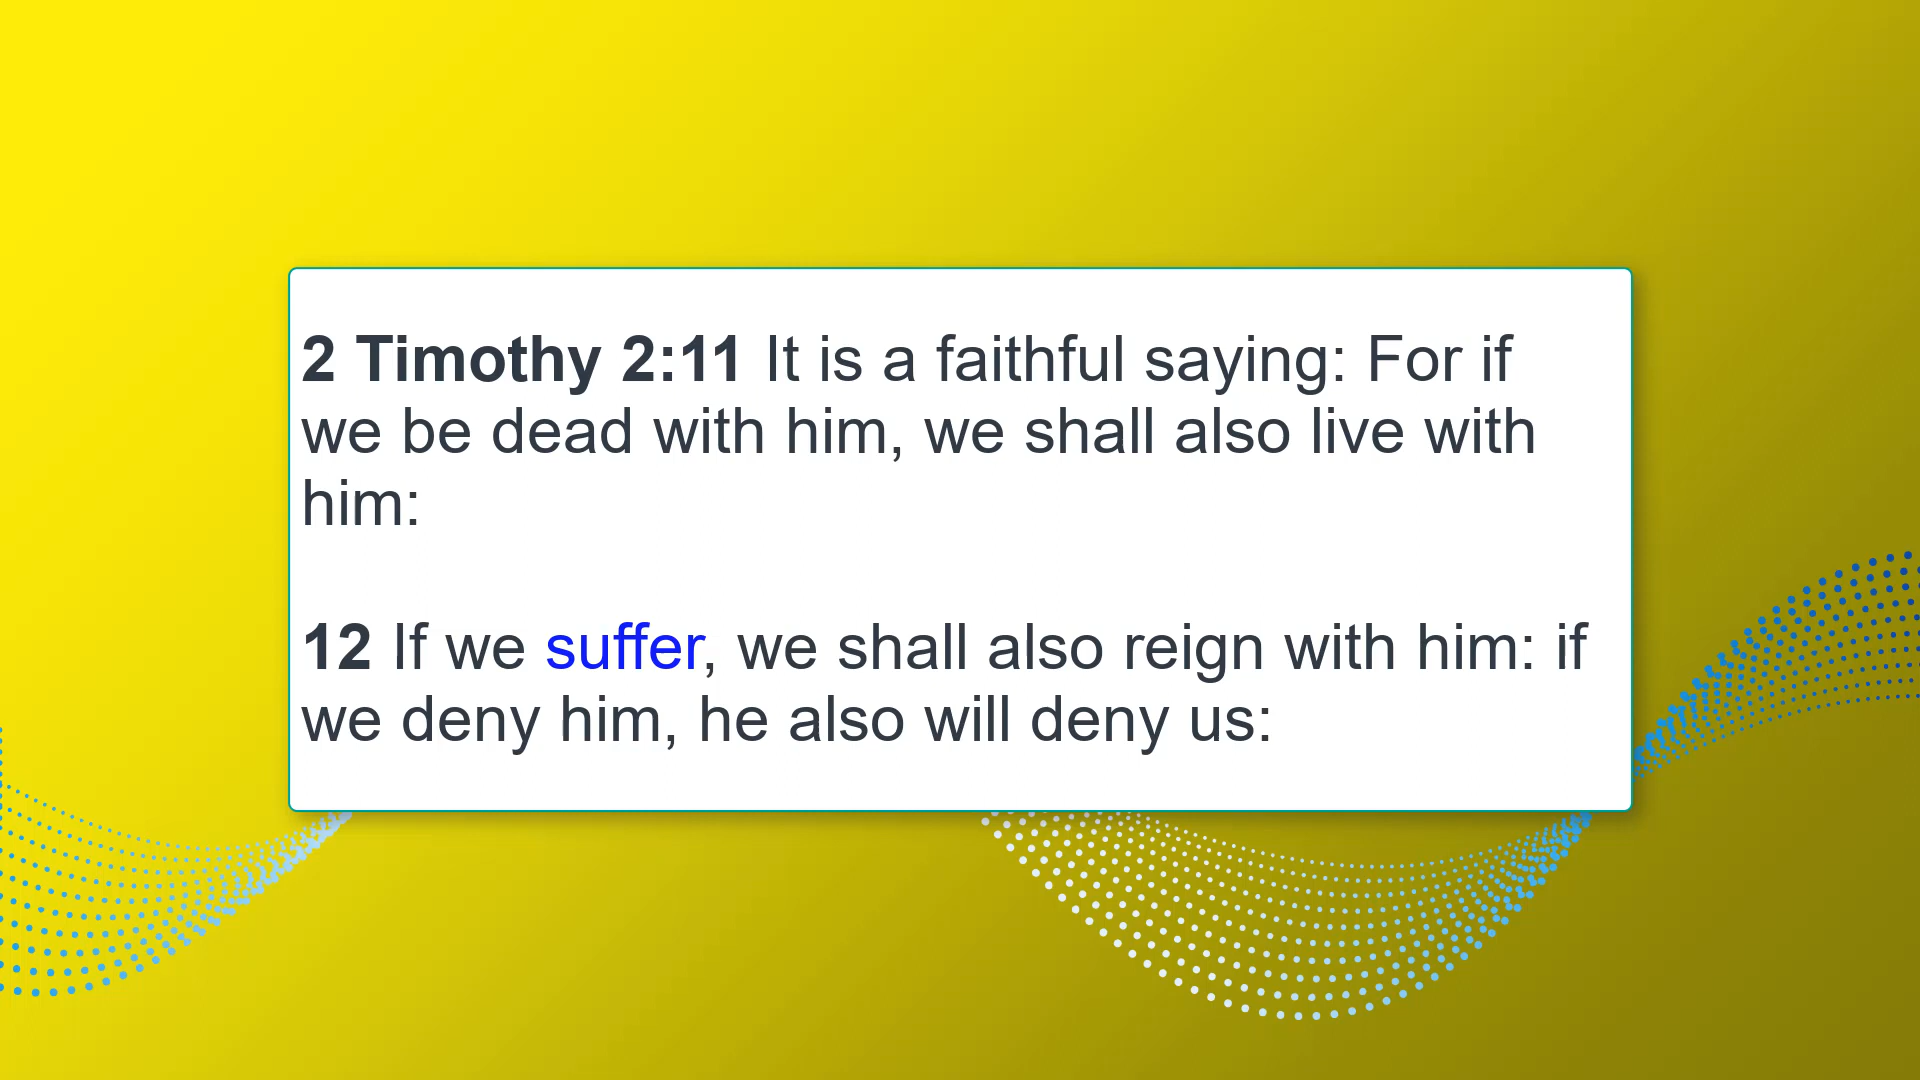 2 Timothy 2:11 It is a faithful saying: For if
we be dead with him, we shall also live with
him:
12 If we suffer, we shall also reign with him: if
we deny him, he also will deny us: